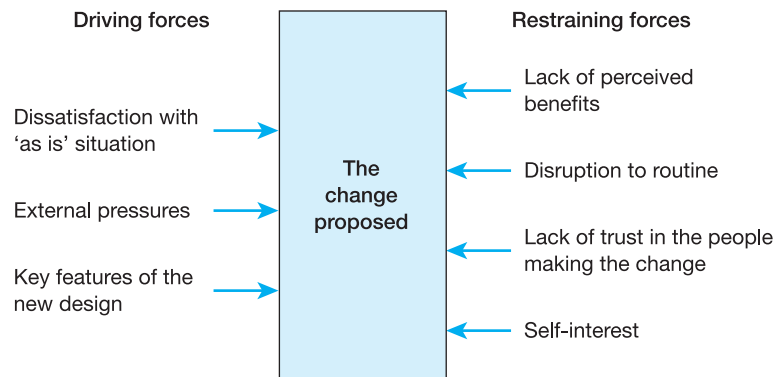 Driving forces
Dissatisfaction with
‘as is’ situation
External pressures
Key features of the
new design
The
change
proposed
Restraining forces
Lack of perceived
benefits
Disruption to routine
Lack of trust in the people
making the change
Self-interest